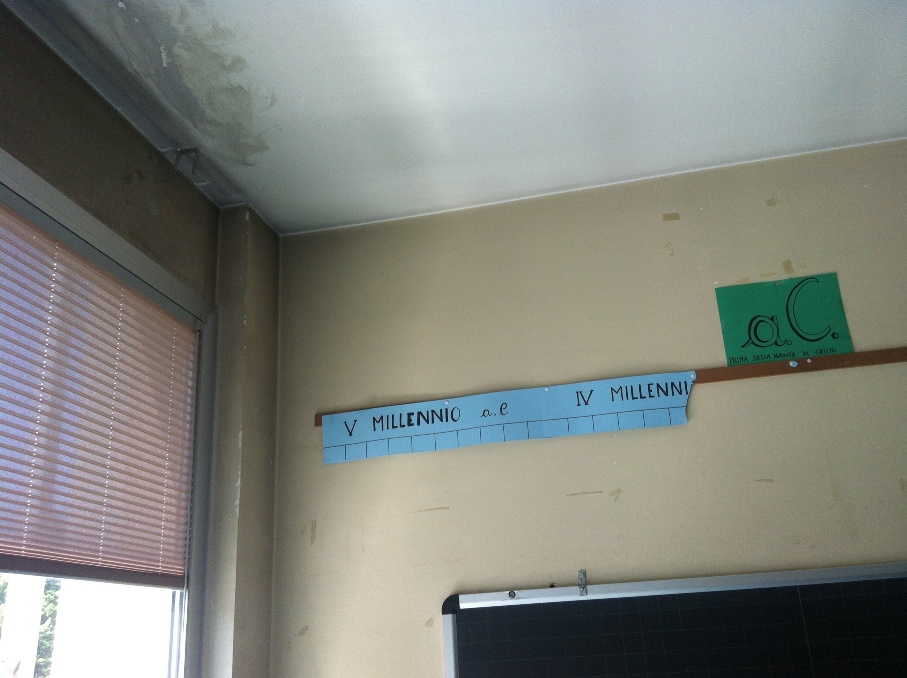 a.C.
PRIMA DELLA NASCITA DI CRISTO
V MILLENNIO a.e IV MILLENNI